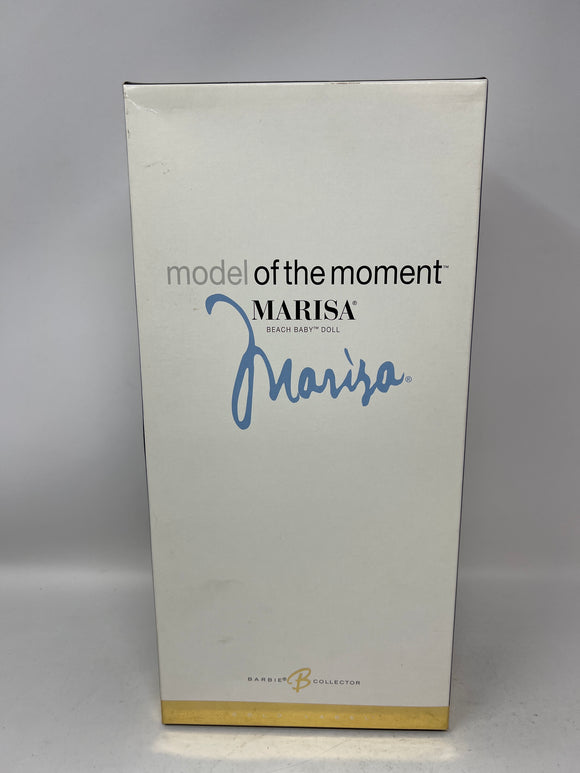 model of the moment™
MARISA®
BEACH BABY™ DOLL
Marisa®
BARBIE® B COLLECTOR